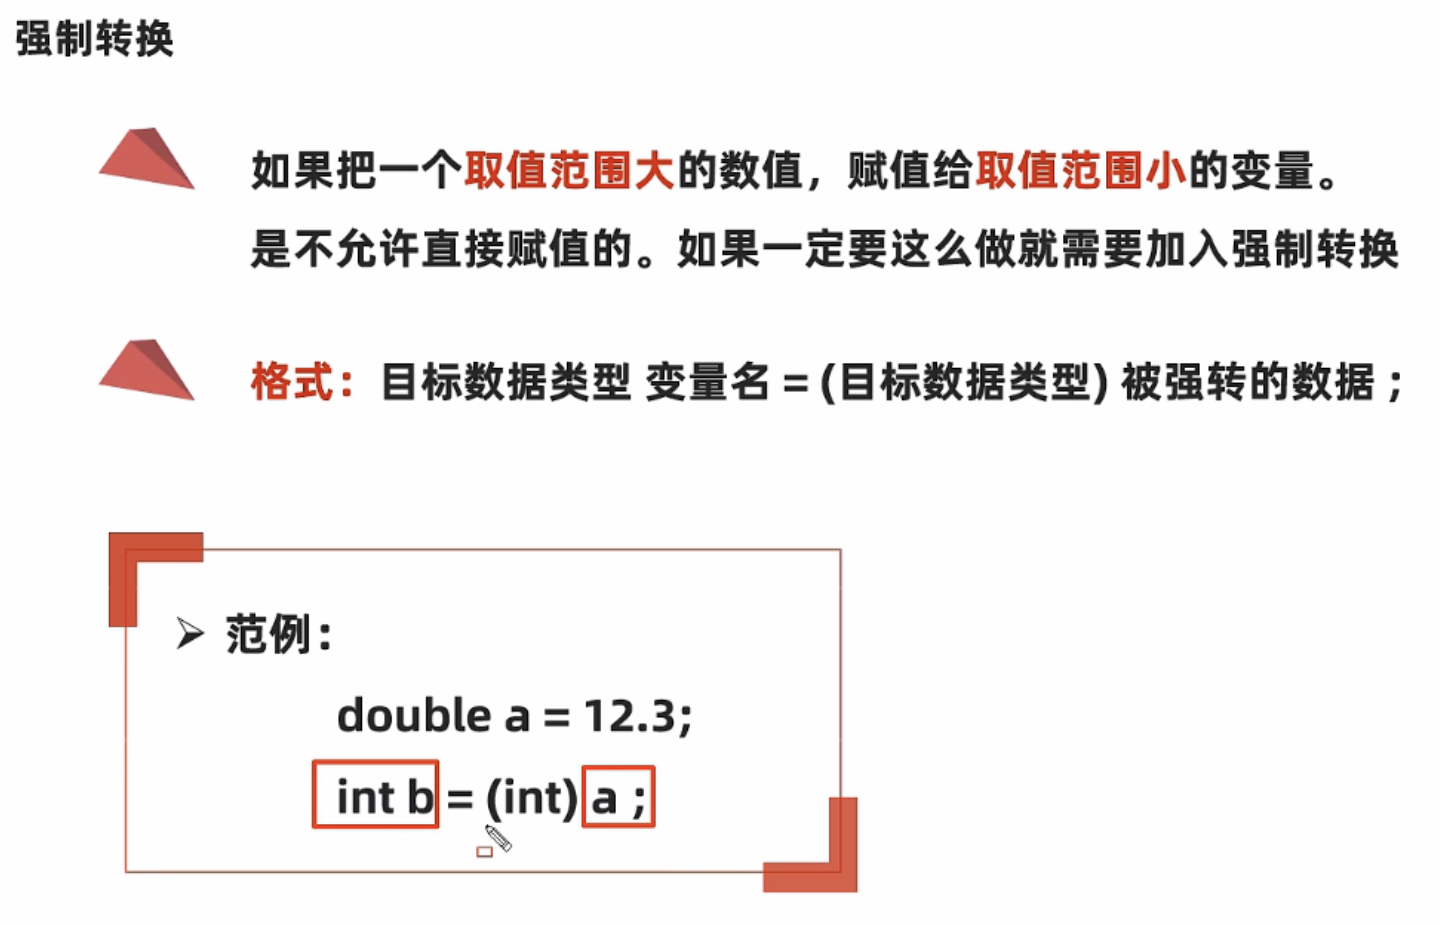 强制转换
如果把一个取值范围大的数值，赋值给取值范围小的变量。
是不允许直接赋值的。如果一定要这么做就需要加入强制转换
格式：目标数据类型 变量名 = (目标数据类型) 被强转的数据 ;
➢ 范例：
double a = 12.3;
int b = (int) a ;